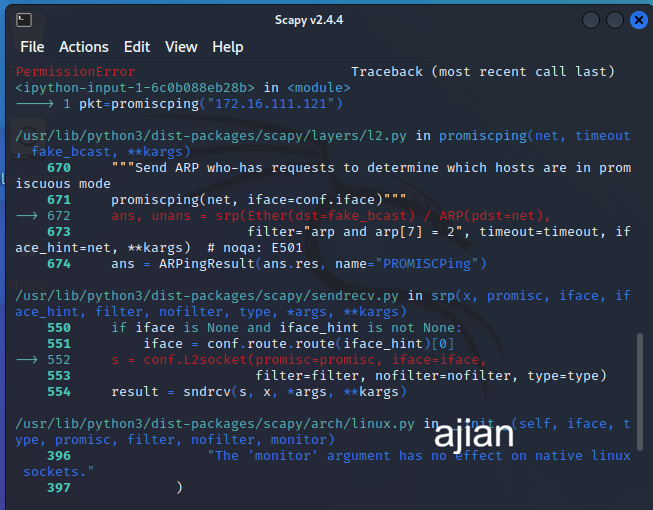 Scapy v2.4.4
File Actions Edit View Help
PermissionError Traceback (most recent call last)
<ipython-input-1-6c0b088eb28b> in <module>
----> 1 pkt=promiscping("172.16.111.121")
/usr/lib/python3/dist-packages/scapy/layers/l2.py in promiscping(net, timeout
, fake_bcast, **kargs)
670 """Send ARP who-has requests to determine which hosts are in prom
iscuous mode
671 promiscping(net, iface=conf.iface)"""
--> 672 ans, unans = srp(Ether(dst=fake_bcast) / ARP(pdst=net),
673 filter="arp and arp[7] = 2", timeout=timeout, if
ace_hint=net, **kargs) # noqa: E501
674 ans = ARPingResult(ans.res, name="PROMISCPing")
/usr/lib/python3/dist-packages/scapy/sendrecv.py in srp(x, promisc, iface, if
ace_hint, filter, nofilter, type, *args, **kargs)
550 if iface is None and iface_hint is not None:
551 iface = conf.route.route(iface_hint)[0]
--> 552 s = conf.L2socket(promisc=promisc, iface=iface,
553 filter=filter, nofilter=nofilter, type=type)
554 result = sndrcv(s, x, *args, **kargs)
/usr/lib/python3/dist-packages/scapy/arch/linux.py in (self, iface, t
ype, promisc, filter, nofilter, monitor)
ajian
396 "The 'monitor' argument has no effect on native linux
sockets."
397 )